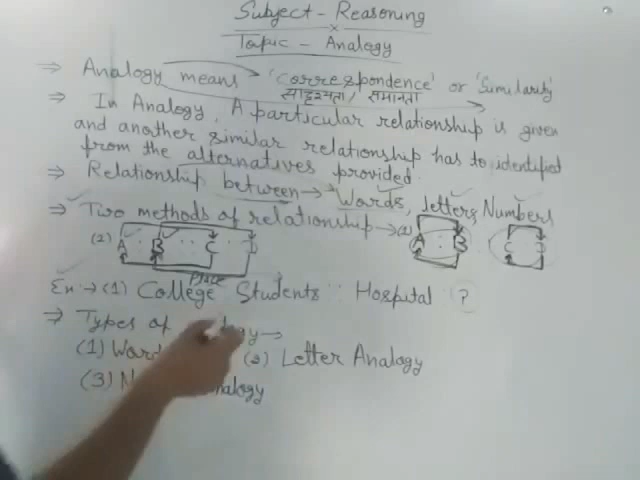 Subject - Reasoning
×
Topic - Analogy
⇒ Analogy means → 'Correspondence' or 'Similarity'
सादृश्यता / समानता
⇒ In Analogy, A particular relationship is given
and another similar relationship has to identified
from the alternatives provided.
⇒ Relationship between → Words, letters, Numbers
⇒ Two methods of relationship → (1) A : B :: C : D
(2) A : B :: C : D
Place
Ex → (1) College : Students :: Hospital : ?
⇒ Types of
(1) Word (2) Letter Analogy
(3)